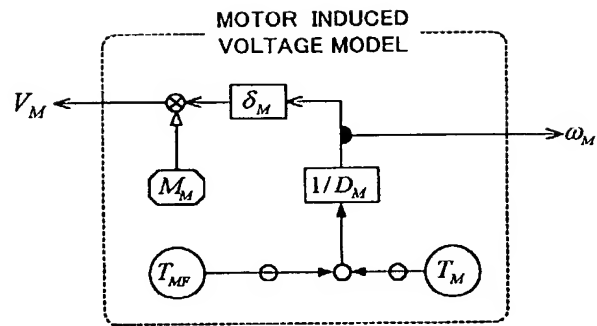 MOTOR INDUCED
VOLTAGE MODEL
V_M
δ_M
ω_M
M_M
1/D_M
T_MF
T_M